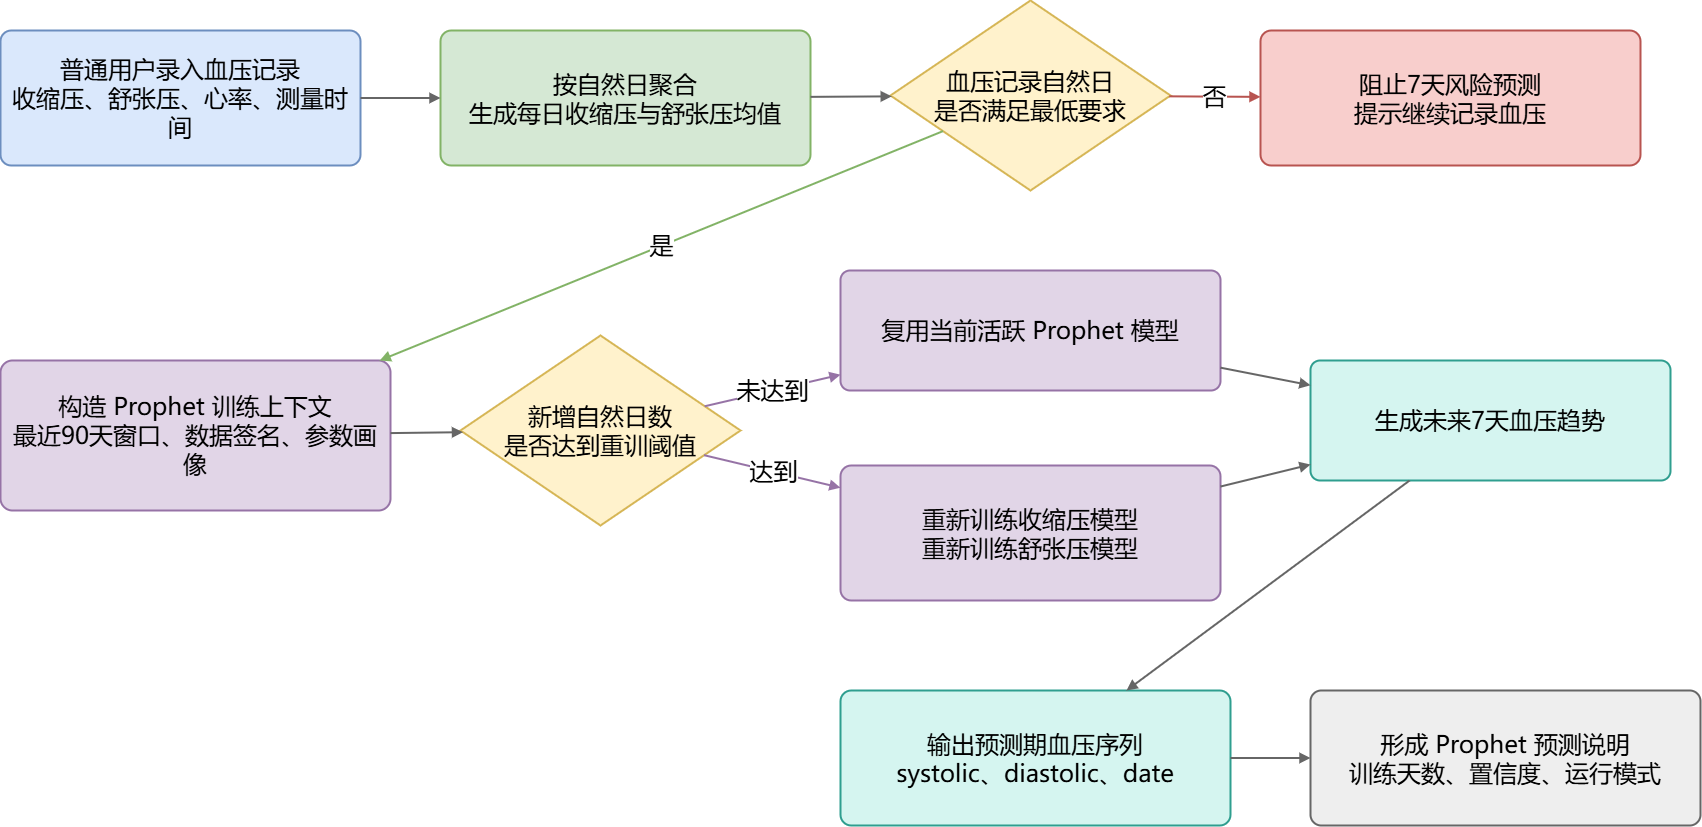 普通用户录入血压记录
收缩压、舒张压、心率、测量时
间
按自然日聚合
生成每日收缩压与舒张压均值
血压记录自然日
是否满足最低要求
否
阻止7天风险预测
提示继续记录血压
是
构造 Prophet 训练上下文
最近90天窗口、数据签名、参数画
像
新增自然日数
是否达到重训阈值
未达到
复用当前活跃 Prophet 模型
达到
重新训练收缩压模型
重新训练舒张压模型
生成未来7天血压趋势
输出预测期血压序列
systolic、diastolic、date
形成 Prophet 预测说明
训练天数、置信度、运行模式